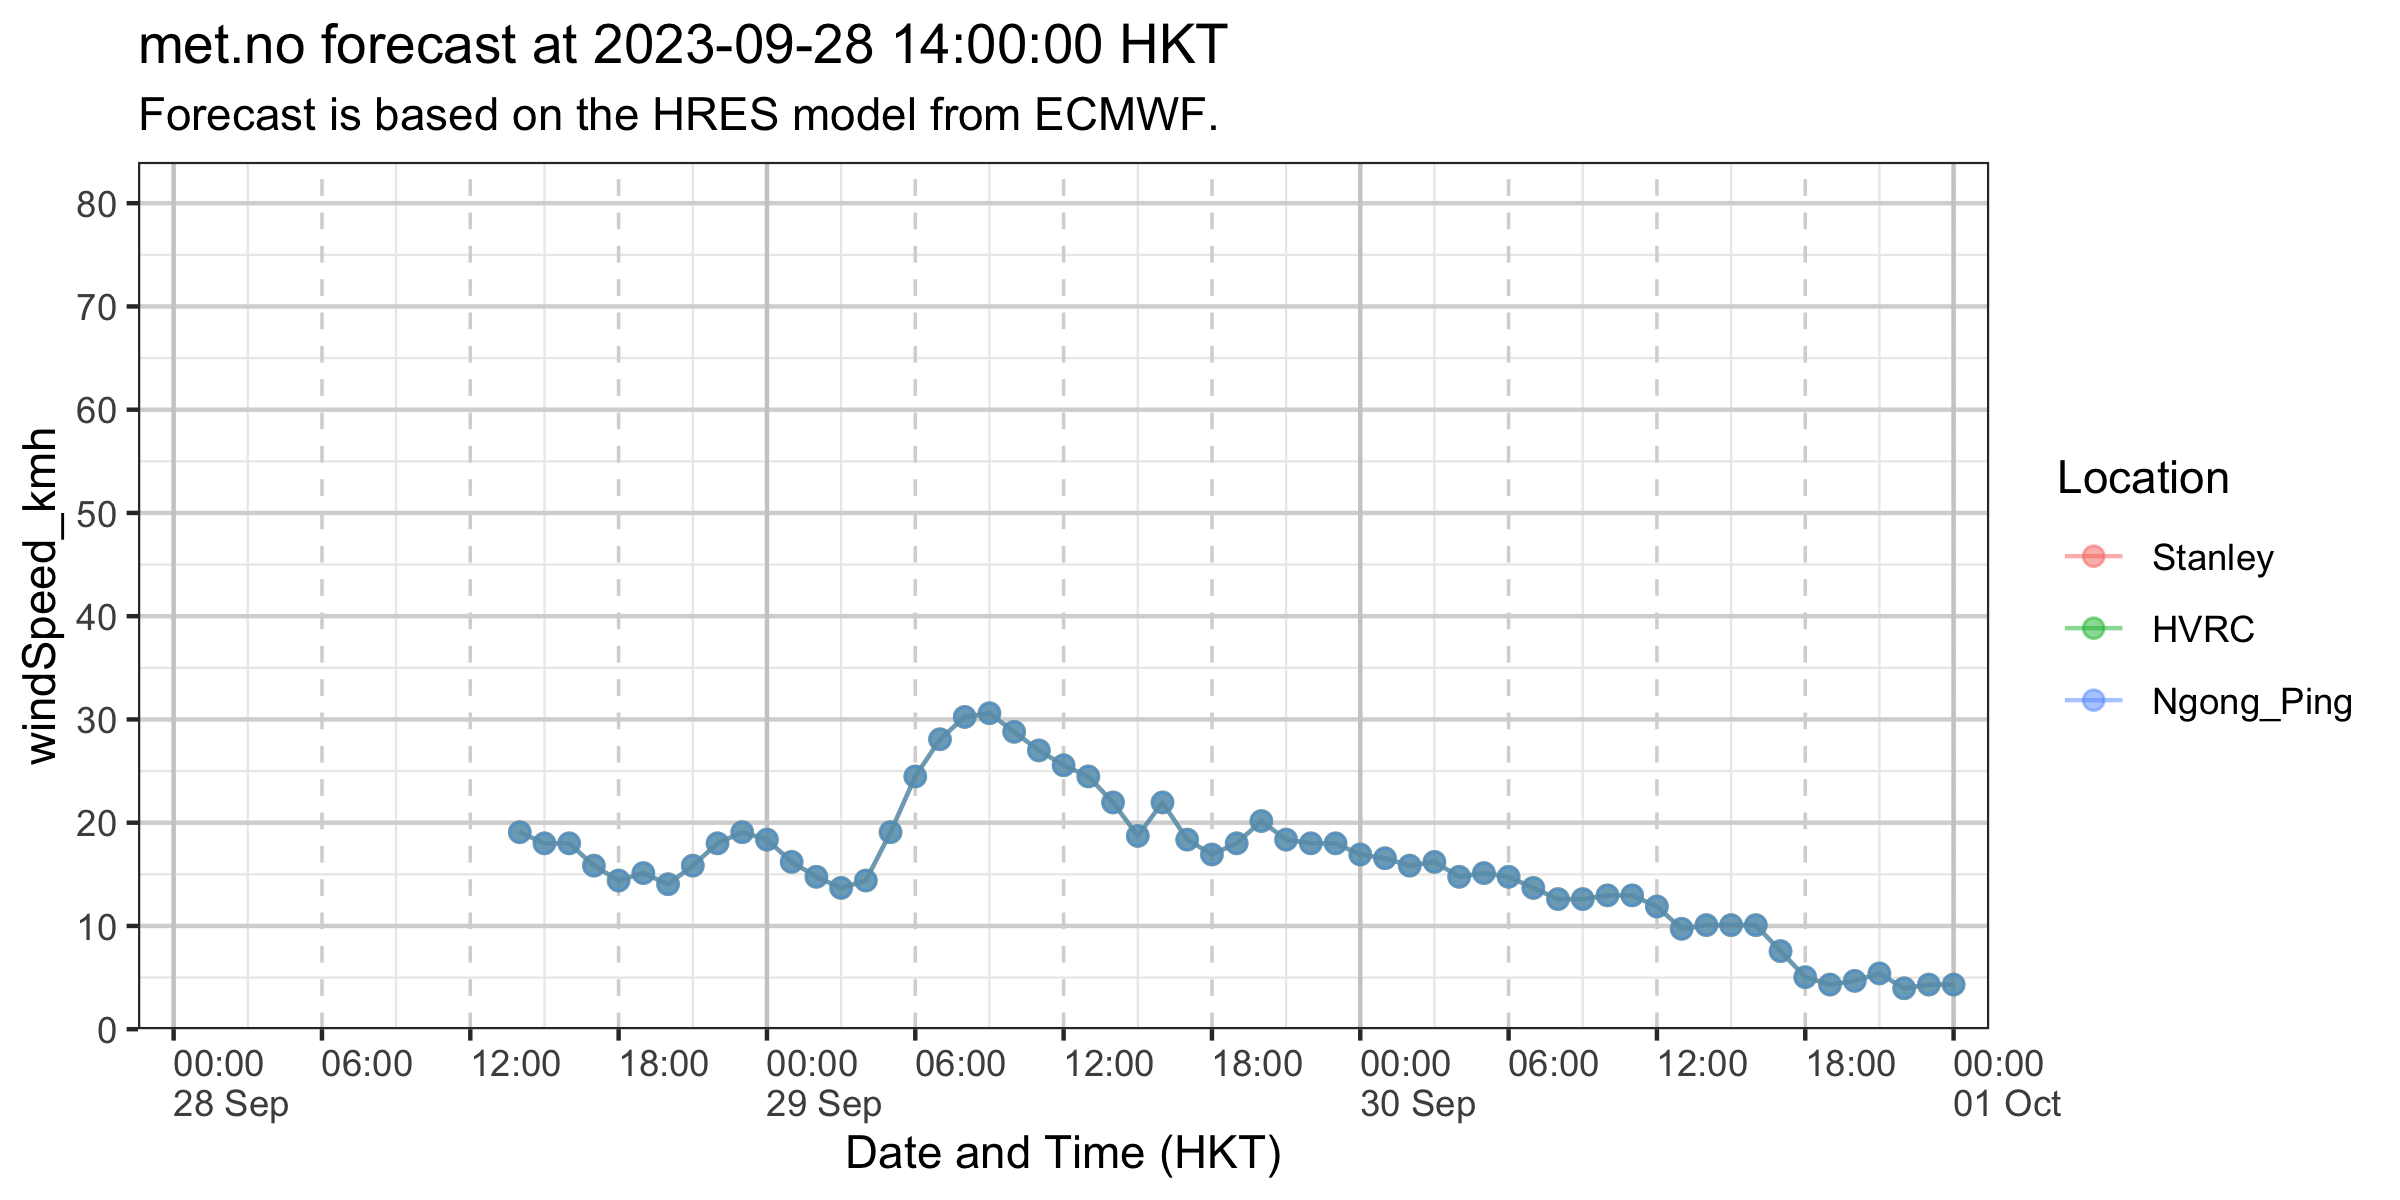 met.no forecast at 2023-09-28 14:00:00 HKT
Forecast is based on the HRES model from ECMWF.
windSpeed_kmh
80
70
60
50
40
30
20
10
0
00:00 06:00 12:00 18:00 00:00 06:00 12:00 18:00 00:00 06:00 12:00 18:00 00:00
28 Sep 29 Sep 30 Sep 01 Oct
Date and Time (HKT)
Location
Stanley
HVRC
Ngong_Ping